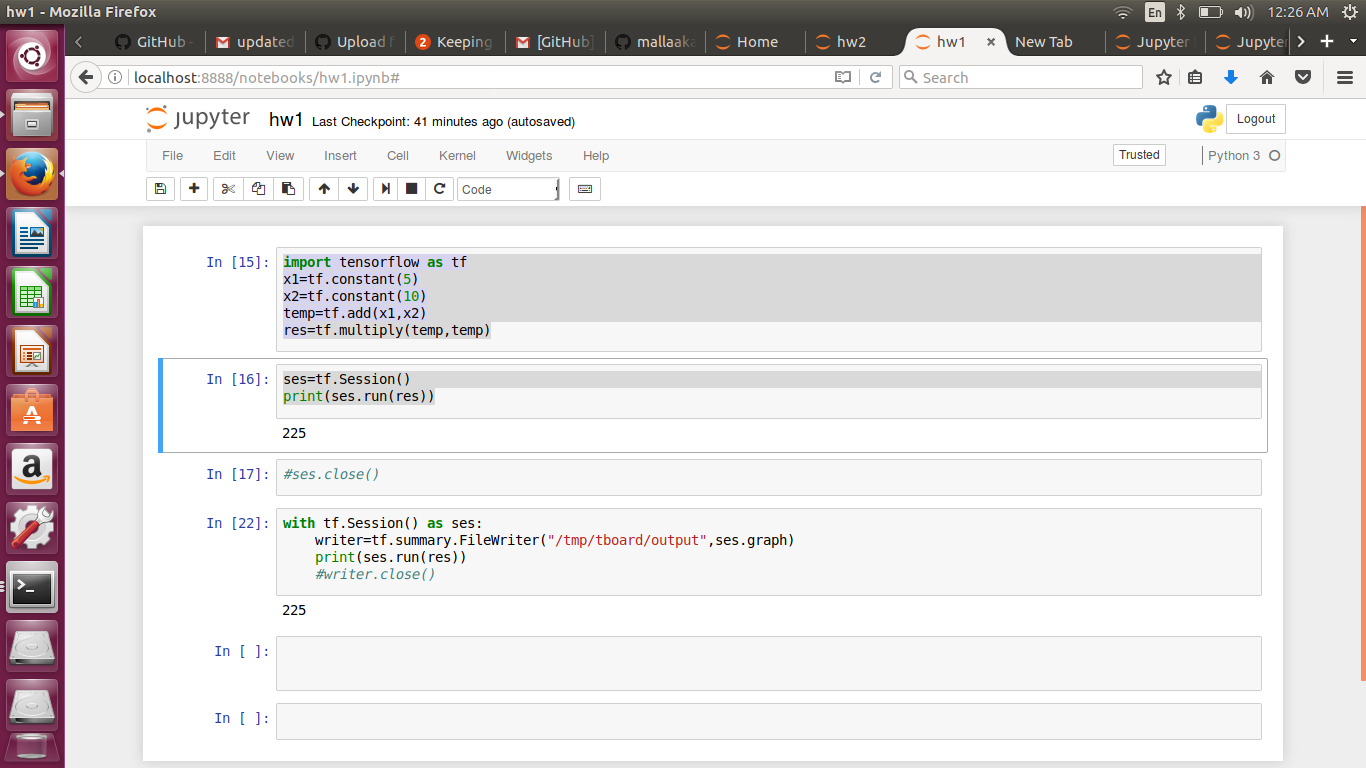 hw1 - Mozilla Firefox
En
12:26 AM
GitHub -
updated
Upload f
2
Keeping
[GitHub]
mallaaka
Home
hw2
hw1
New Tab
Jupyter
Jupyter
localhost:8888/notebooks/hw1.ipynb#
Search
jupyter
hw1
Last Checkpoint: 41 minutes ago (autosaved)
Logout
File
Edit
View
Insert
Cell
Kernel
Widgets
Help
Trusted
Python 3
Code
In [15]:
import tensorflow as tf
x1=tf.constant(5)
x2=tf.constant(10)
temp=tf.add(x1,x2)
res=tf.multiply(temp,temp)
In [16]:
ses=tf.Session()
print(ses.run(res))
225
In [17]:
#ses.close()
In [22]:
with tf.Session() as ses:
    writer=tf.summary.FileWriter("/tmp/tboard/output",ses.graph)
    print(ses.run(res))
    #writer.close()
225
In [ ]:
In [ ]: